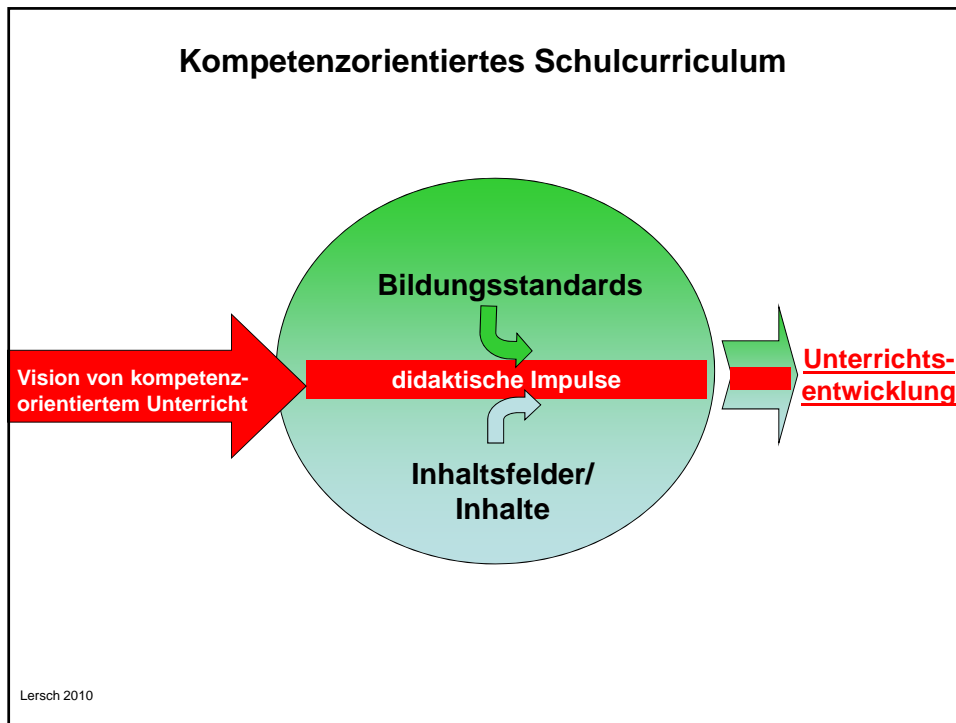 Kompetenzorientiertes Schulcurriculum
Bildungsstandards
Vision von kompetenz-
orientiertem Unterricht
didaktische Impulse
Unterrichts-
entwicklung
Inhaltsfelder/
Inhalte
Lersch 2010